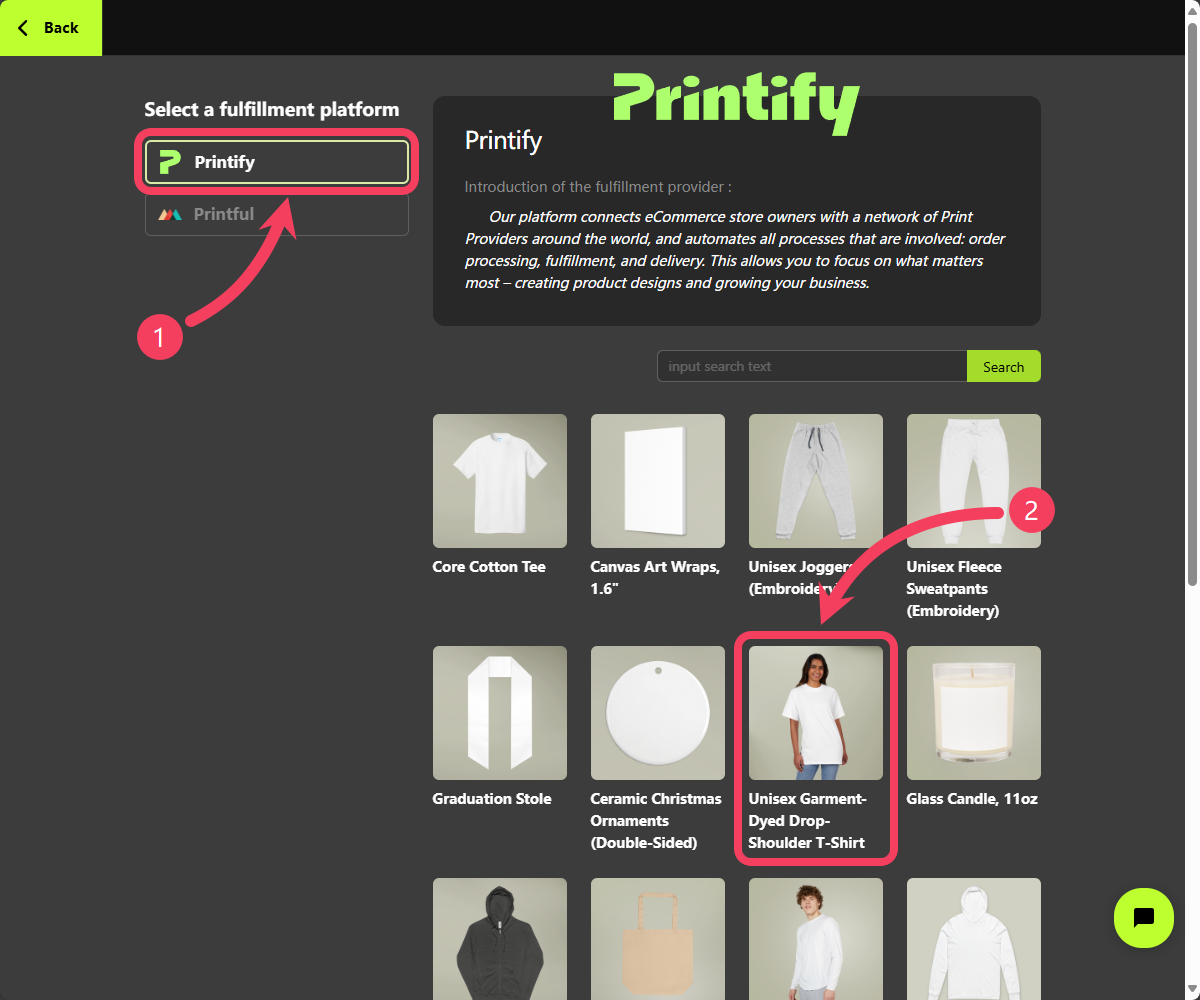 Back
Select a fulfillment platform
Printify
Printful
1
Printify
Printify
Introduction of the fulfillment provider :
Our platform connects eCommerce store owners with a network of Print
Providers around the world, and automates all processes that are involved: order
processing, fulfillment, and delivery. This allows you to focus on what matters
most – creating product designs and growing your business.
input search text
Search
2
Core Cotton Tee
Canvas Art Wraps,
1.6"
Unisex Joggers
(Embroidery)
Unisex Fleece
Sweatpants
(Embroidery)
Graduation Stole
Ceramic Christmas
Ornaments
(Double-Sided)
Unisex Garment-
Dyed Drop-
Shoulder T-Shirt
Glass Candle, 11oz